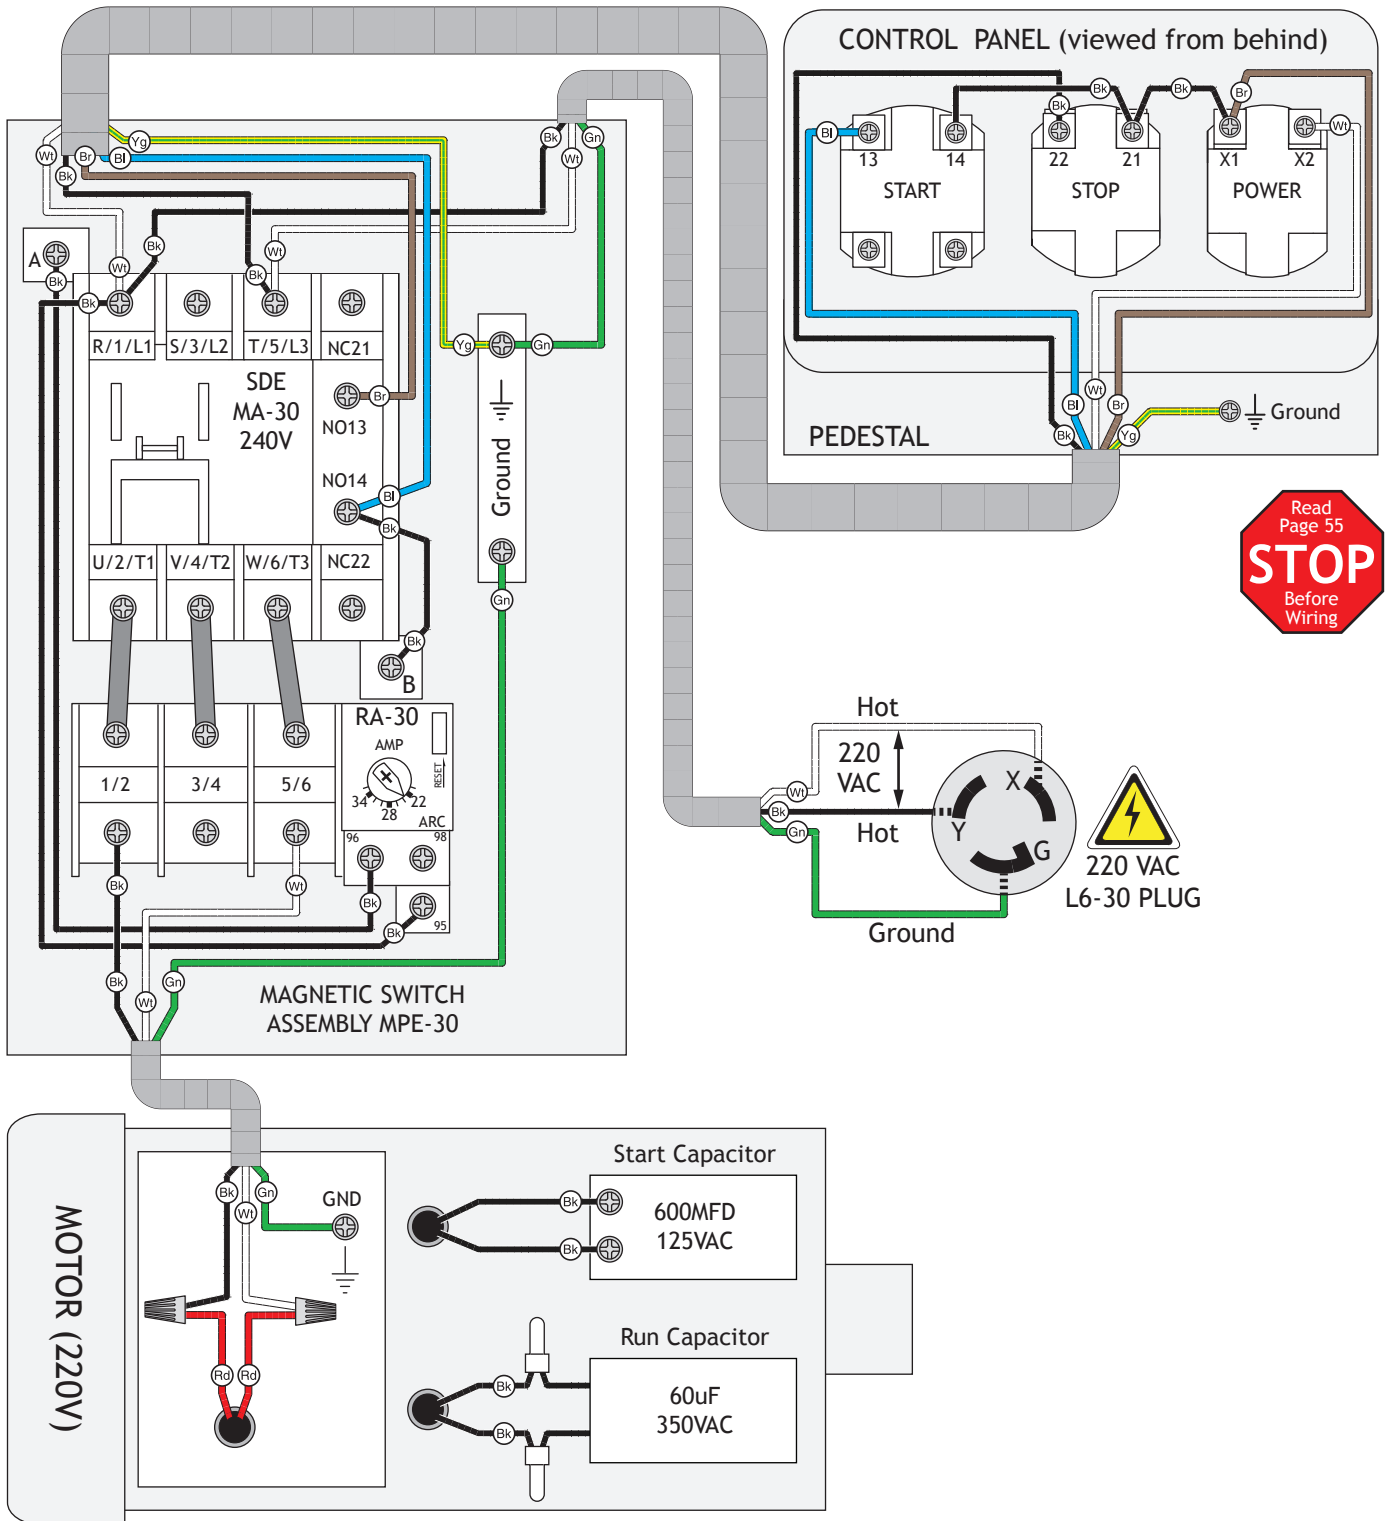 CONTROL PANEL (viewed from behind)
Bk
Bk
Br
Bl
Bk
Wt
13
14
22
21
X1
X2
START
STOP
POWER
Wt
Bl
Br
Bk
Yg
Ground
PEDESTAL
Read
Page 55
STOP
Before
Wiring
Yg
Bk
Gn
Wt
Br
Bl
Wt
Bk
Bk
Wt
A
Wt
Bk
Bk
Bk
R/1/L1
S/3/L2
T/5/L3
NC21
Yg
Gn
SDE
MA-30
240V
Br
NO13
Ground
NO14
Bl
Bk
U/2/T1
V/4/T2
W/6/T3
NC22
Gn
Bk
B
RA-30
AMP
RESET
34
28
22
ARC
1/2
3/4
5/6
96
98
Bk
Wt
Bk
95
Bk
Bk
Wt
Gn
MAGNETIC SWITCH
ASSEMBLY MPE-30
Hot
220
VAC
Wt
Bk
Gn
Hot
X
Y
G
Ground
220 VAC
L6-30 PLUG
MOTOR (220V)
Bk
Gn
Wt
GND
Rd
Rd
Start Capacitor
Bk
Bk
600MFD
125VAC
Run Capacitor
Bk
Bk
60uF
350VAC